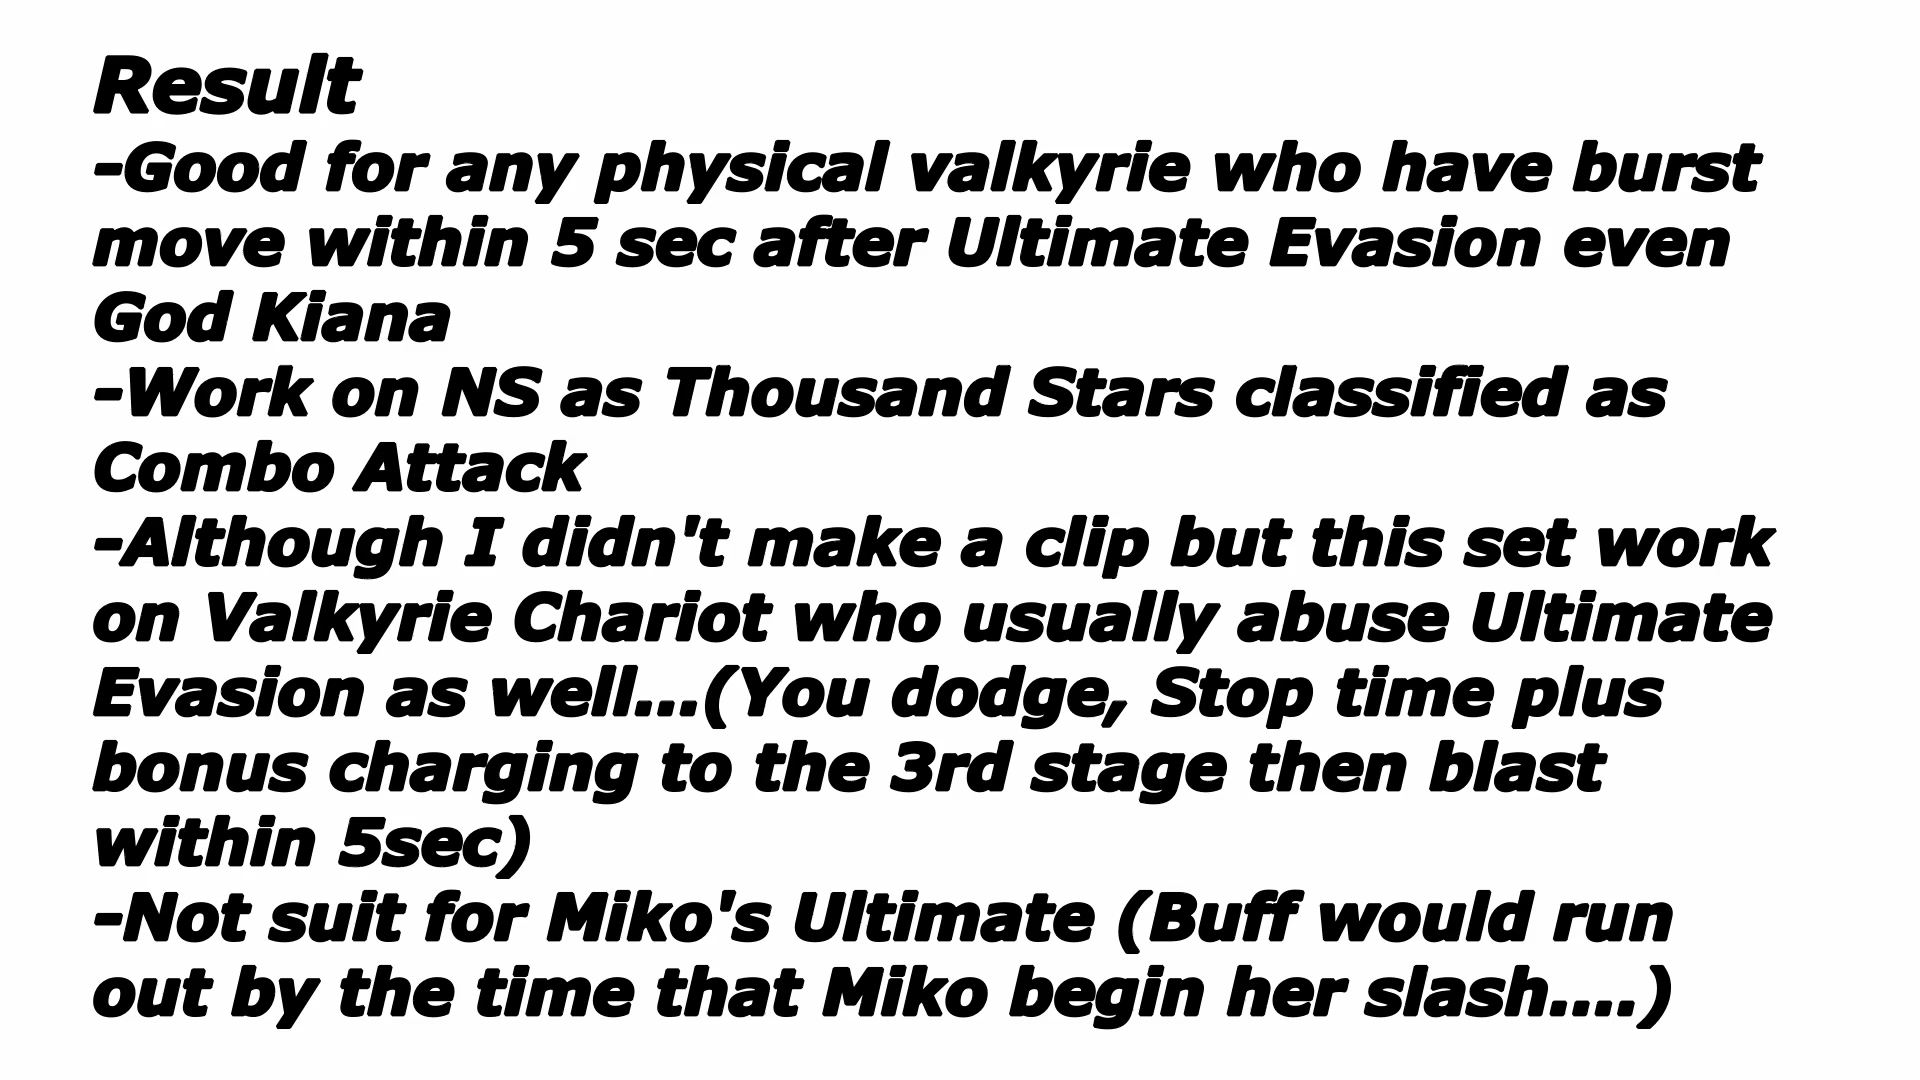 Result
-Good for any physical valkyrie who have burst
move within 5 sec after Ultimate Evasion even
God Kiana
-Work on NS as Thousand Stars classified as
Combo Attack
-Although I didn't make a clip but this set work
on Valkyrie Chariot who usually abuse Ultimate
Evasion as well...(You dodge, Stop time plus
bonus charging to the 3rd stage then blast
within 5sec)
-Not suit for Miko's Ultimate (Buff would run
out by the time that Miko begin her slash....)